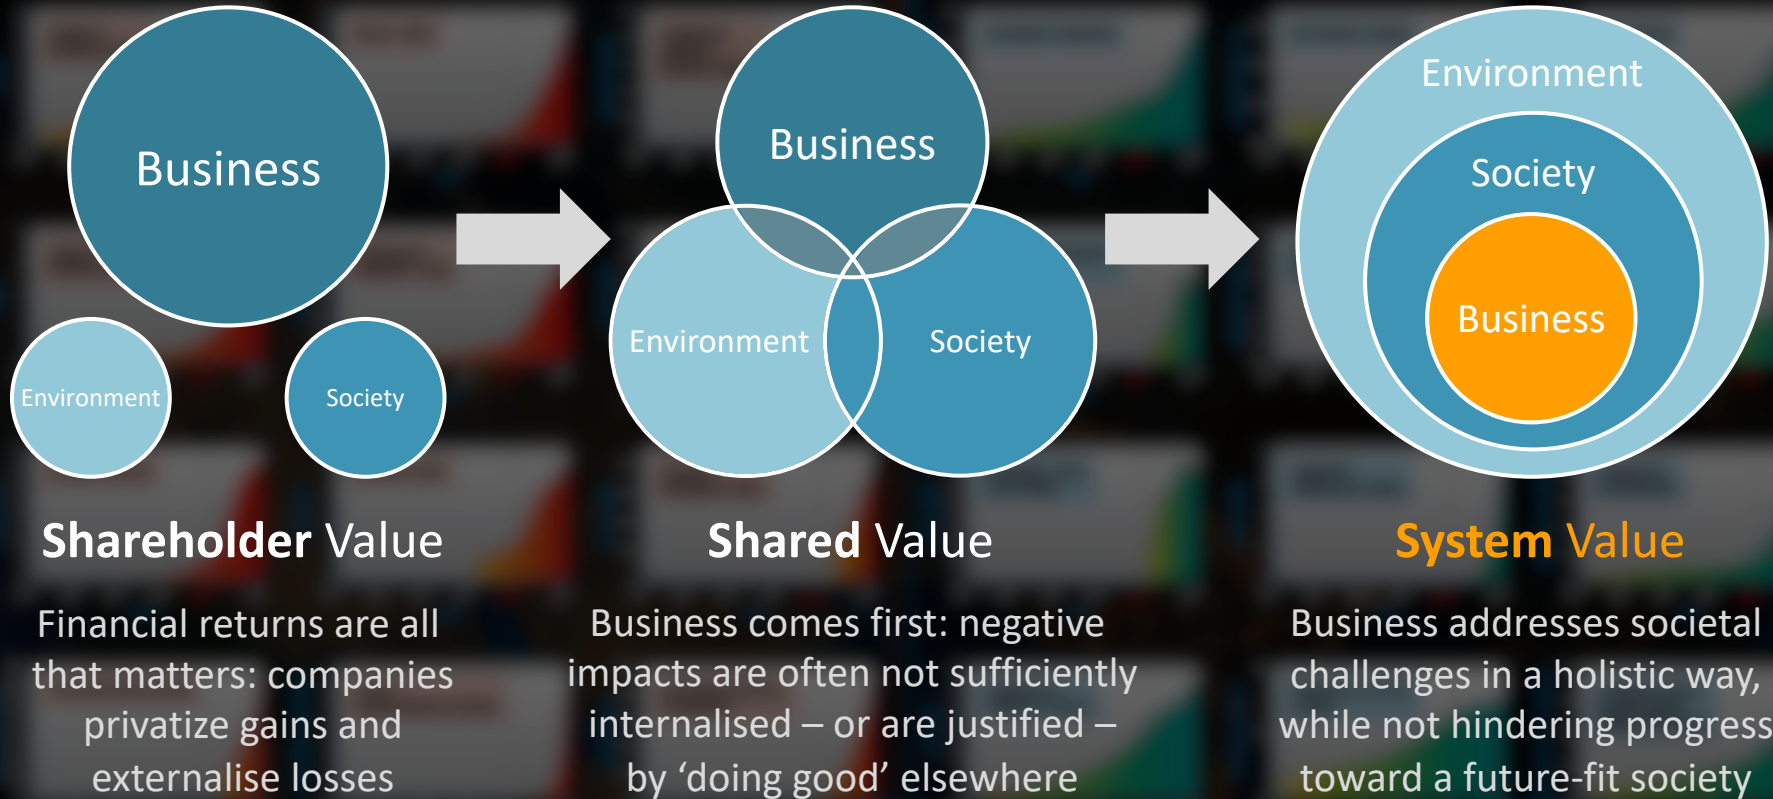 Business
Environment
Society
Shareholder Value
Financial returns are all
that matters: companies
privatize gains and
externalise losses
Business
Environment
Society
Shared Value
Business comes first: negative
impacts are often not sufficiently
internalised – or are justified –
by ‘doing good’ elsewhere
Environment
Society
Business
System Value
Business addresses societal
challenges in a holistic way,
while not hindering progress
toward a future-fit society